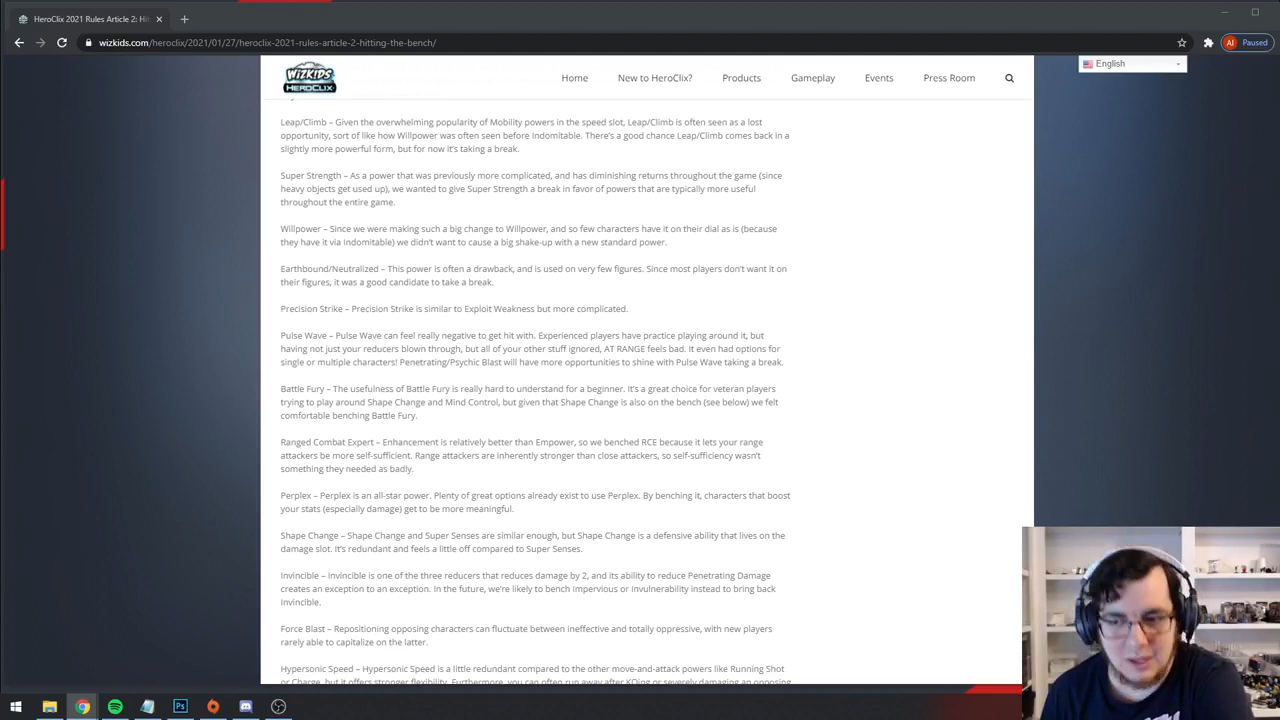 HeroClix 2021 Rules Article 2: Hi
wizkids.com/heroclix/2021/01/27/heroclix-2021-rules-article-2-hitting-the-bench/
AI Paused
WIZKIDS
HEROCLIX
Home New to HeroClix? Products Gameplay Events Press Room
English
Leap/Climb – Given the overwhelming popularity of Mobility powers in the speed slot, Leap/Climb is often seen as a lost
opportunity, sort of like how Willpower was often seen before Indomitable. There's a good chance Leap/Climb comes back in a
slightly more powerful form, but for now it's taking a break.
Super Strength – As a power that was previously more complicated, and has diminishing returns throughout the game (since
heavy objects get used up), we wanted to give Super Strength a break in favor of powers that are typically more useful
throughout the entire game.
Willpower – Since we were making such a big change to Willpower, and so few characters have it on their dial as is (because
they have it via Indomitable) we didn't want to cause a big shake-up with a new standard power.
Earthbound/Neutralized – This power is often a drawback, and is used on very few figures. Since most players don't want it on
their figures, it was a good candidate to take a break.
Precision Strike – Precision Strike is similar to Exploit Weakness but more complicated.
Pulse Wave – Pulse Wave can feel really negative to get hit with. Experienced players have practice playing around it, but
having not just your reducers blown through, but all of your other stuff ignored, AT RANGE feels bad. It even had options for
single or multiple characters! Penetrating/Psychic Blast will have more opportunities to shine with Pulse Wave taking a break.
Battle Fury – The usefulness of Battle Fury is really hard to understand for a beginner. It's a great choice for veteran players
trying to play around Shape Change and Mind Control, but given that Shape Change is also on the bench (see below) we felt
comfortable benching Battle Fury.
Ranged Combat Expert – Enhancement is relatively better than Empower, so we benched RCE because it lets your range
attackers be more self-sufficient. Range attackers are inherently stronger than close attackers, so self-sufficiency wasn't
something they needed as badly.
Perplex – Perplex is an all-star power. Plenty of great options already exist to use Perplex. By benching it, characters that boost
your stats (especially damage) get to be more meaningful.
Shape Change – Shape Change and Super Senses are similar enough, but Shape Change is a defensive ability that lives on the
damage slot. It's redundant and feels a little off compared to Super Senses.
Invincible – Invincible is one of the three reducers that reduces damage by 2, and its ability to reduce Penetrating Damage
creates an exception to an exception. In the future, we're likely to bench Impervious or Invulnerability instead to bring back
Invincible.
Force Blast – Repositioning opposing characters can fluctuate between ineffective and totally oppressive, with new players
rarely able to capitalize on the latter.
Hypersonic Speed – Hypersonic Speed is a little redundant compared to the other move-and-attack powers like Running Shot
or Charge, but it offers stronger flexibility. Furthermore, you can often run away after KOing or severely damaging an opposing